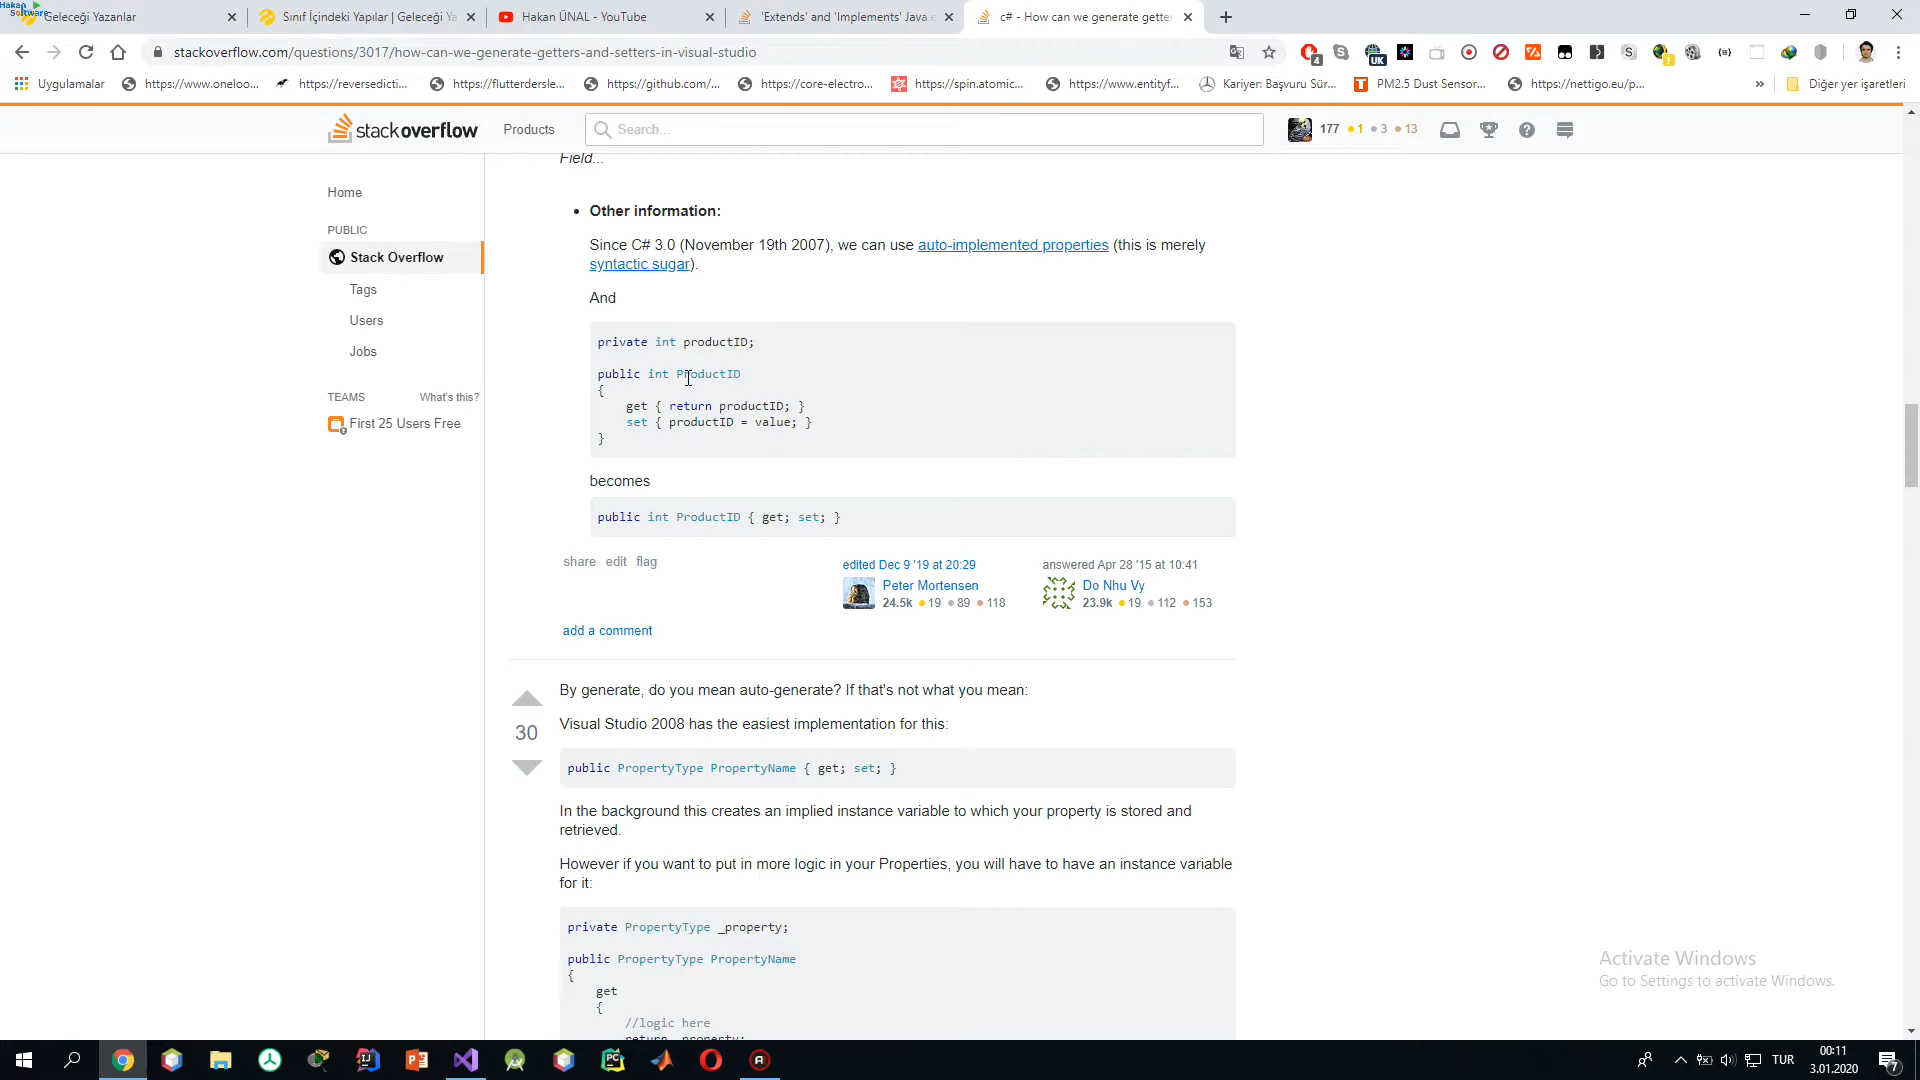 Hakan
Software
Geleceği Yazanlar
Sınıf İçindeki Yapılar | Geleceği Ya
Hakan ÜNAL - YouTube
'Extends' and 'Implements' Java
c# - How can we generate getter
stackoverflow.com/questions/3017/how-can-we-generate-getters-and-setters-in-visual-studio
4
UK
Uygulamalar
https://www.oneloo...
https://reversedicti...
https://flutterdersle...
https://github.com/...
https://core-electro...
https://spin.atomic...
https://www.entityf...
Kariyer: Başvuru Sür...
PM2.5 Dust Sensor...
https://nettigo.eu/p...
»
Diğer yer işaretleri
stackoverflow
Products
Search...
177 1 3 13
Field...
Home
PUBLIC
Stack Overflow
Tags
Users
Jobs
TEAMS What's this?
First 25 Users Free
• Other information:
Since C# 3.0 (November 19th 2007), we can use auto-implemented properties (this is merely
syntactic sugar).
And
private int productID;
public int ProductID
{
get { return productID; }
set { productID = value; }
}
becomes
public int ProductID { get; set; }
share edit flag
edited Dec 9 '19 at 20:29
Peter Mortensen
24.5k 19 89 118
answered Apr 28 '15 at 10:41
Do Nhu Vy
23.9k 19 112 153
add a comment
30
By generate, do you mean auto-generate? If that's not what you mean:
Visual Studio 2008 has the easiest implementation for this:
public PropertyType PropertyName { get; set; }
In the background this creates an implied instance variable to which your property is stored and
retrieved.
However if you want to put in more logic in your Properties, you will have to have an instance variable
for it:
private PropertyType _property;
public PropertyType PropertyName
{
get
{
//logic here
return _property;
Activate Windows
Go to Settings to activate Windows.
TUR
00:11
3.01.2020
7